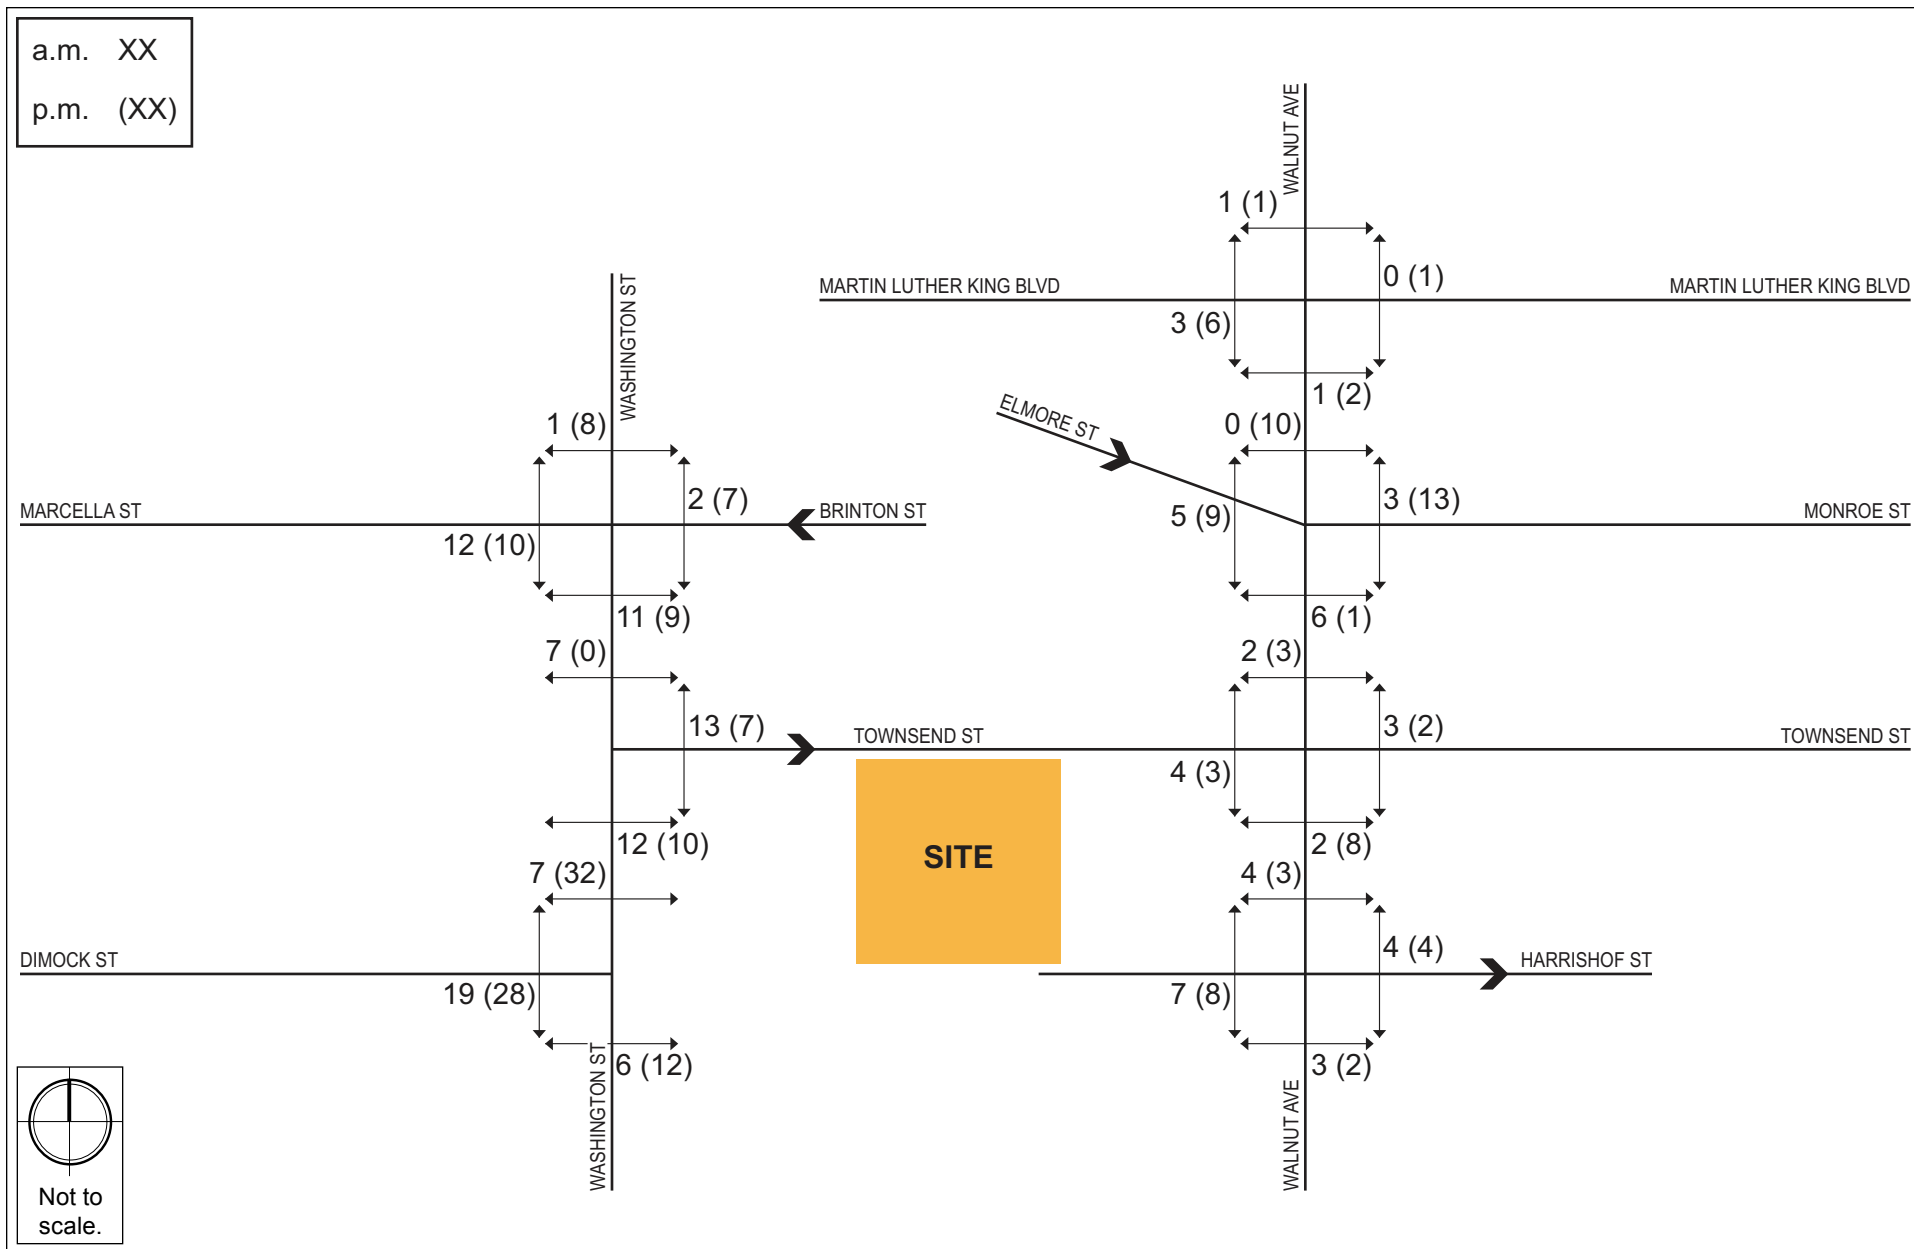 a.m. XX
p.m. (XX)
WALNUT AVE
1 (1)
0 (1)
MARTIN LUTHER KING BLVD
MARTIN LUTHER KING BLVD
3 (6)
1 (2)
WASHINGTON ST
ELMORE ST
1 (8)
0 (10)
2 (7)
3 (13)
MARCELLA ST
BRINTON ST
5 (9)
MONROE ST
12 (10)
11 (9)
6 (1)
7 (0)
2 (3)
13 (7)
TOWNSEND ST
3 (2)
TOWNSEND ST
4 (3)
12 (10)
SITE
2 (8)
7 (32)
4 (3)
DIMOCK ST
4 (4)
HARRISHOF ST
19 (28)
7 (8)
6 (12)
3 (2)
WASHINGTON ST
WALNUT AVE
Not to
scale.